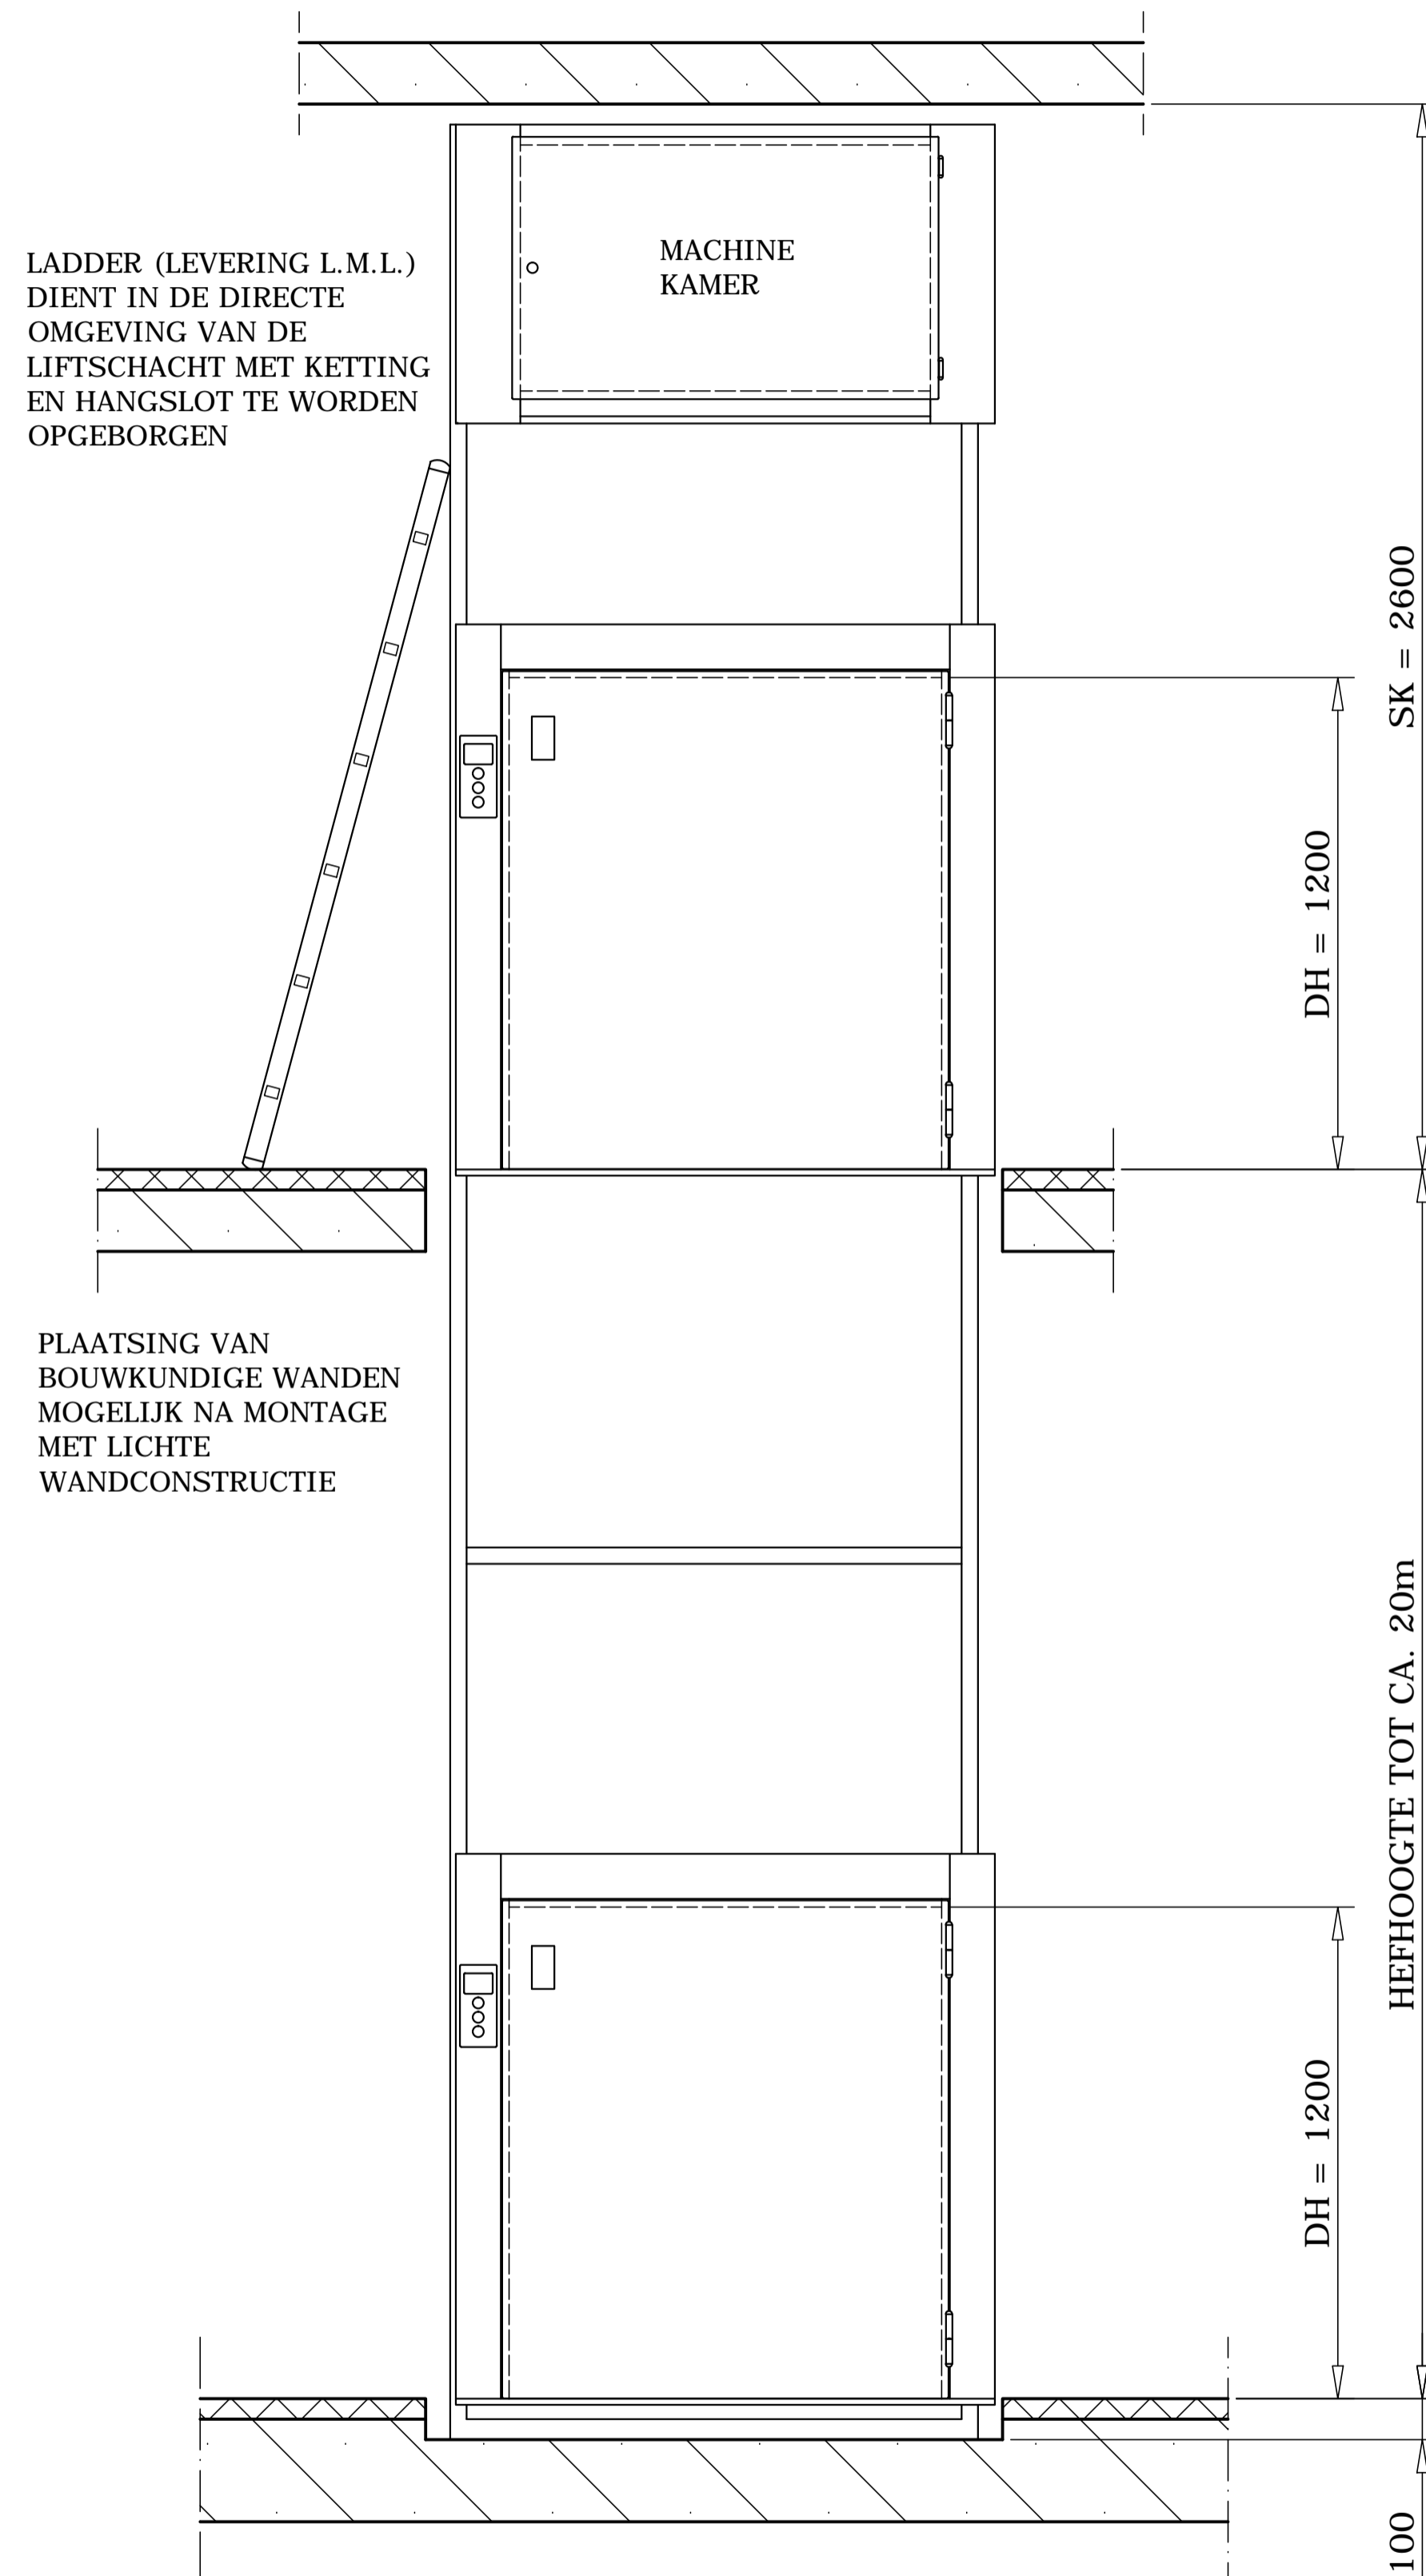 MACHINE
KAMER
LADDER (LEVERING L.M.L.)
DIENT IN DE DIRECTE
OMGEVING VAN DE
LIFTSCHACHT MET KETTING
EN HANGSLOT TE WORDEN
OPGEBORGEN
SK = 2600
DH = 1200
PLAATSING VAN
BOUWKUNDIGE WANDEN
MOGELIJK NA MONTAGE
MET LICHTE
WANDCONSTRUCTIE
HEFHOOGTE TOT CA. 20m
DH = 1200
100